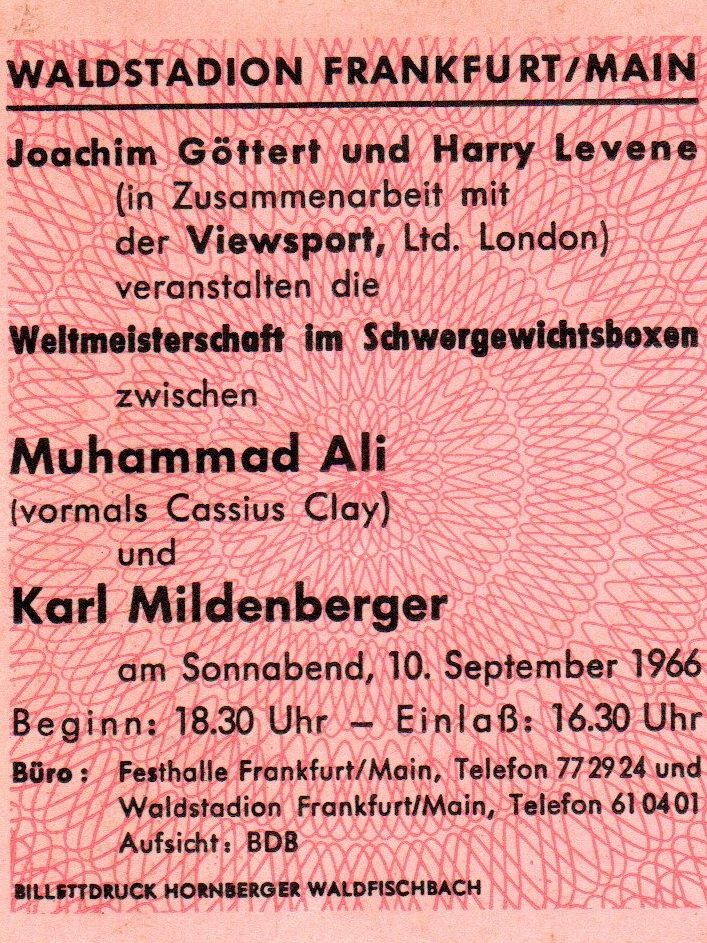 WALDSTADION FRANKFURT/MAIN
Joachim Göttert und Harry Levene
(in Zusammenarbeit mit
der Viewsport, Ltd. London)
veranstalten die
Weltmeisterschaft im Schwergewichtsboxen
zwischen
Muhammad Ali
(vormals Cassius Clay)
und
Karl Mildenberger
am Sonnabend, 10. September 1966
Beginn: 18.30 Uhr – Einlaß: 16.30 Uhr
Büro: Festhalle Frankfurt/Main, Telefon 77 29 24 und
Waldstadion Frankfurt/Main, Telefon 61 04 01
Aufsicht: BDB
BILLETTDRUCK HORNBERGER WALDFISCHBACH